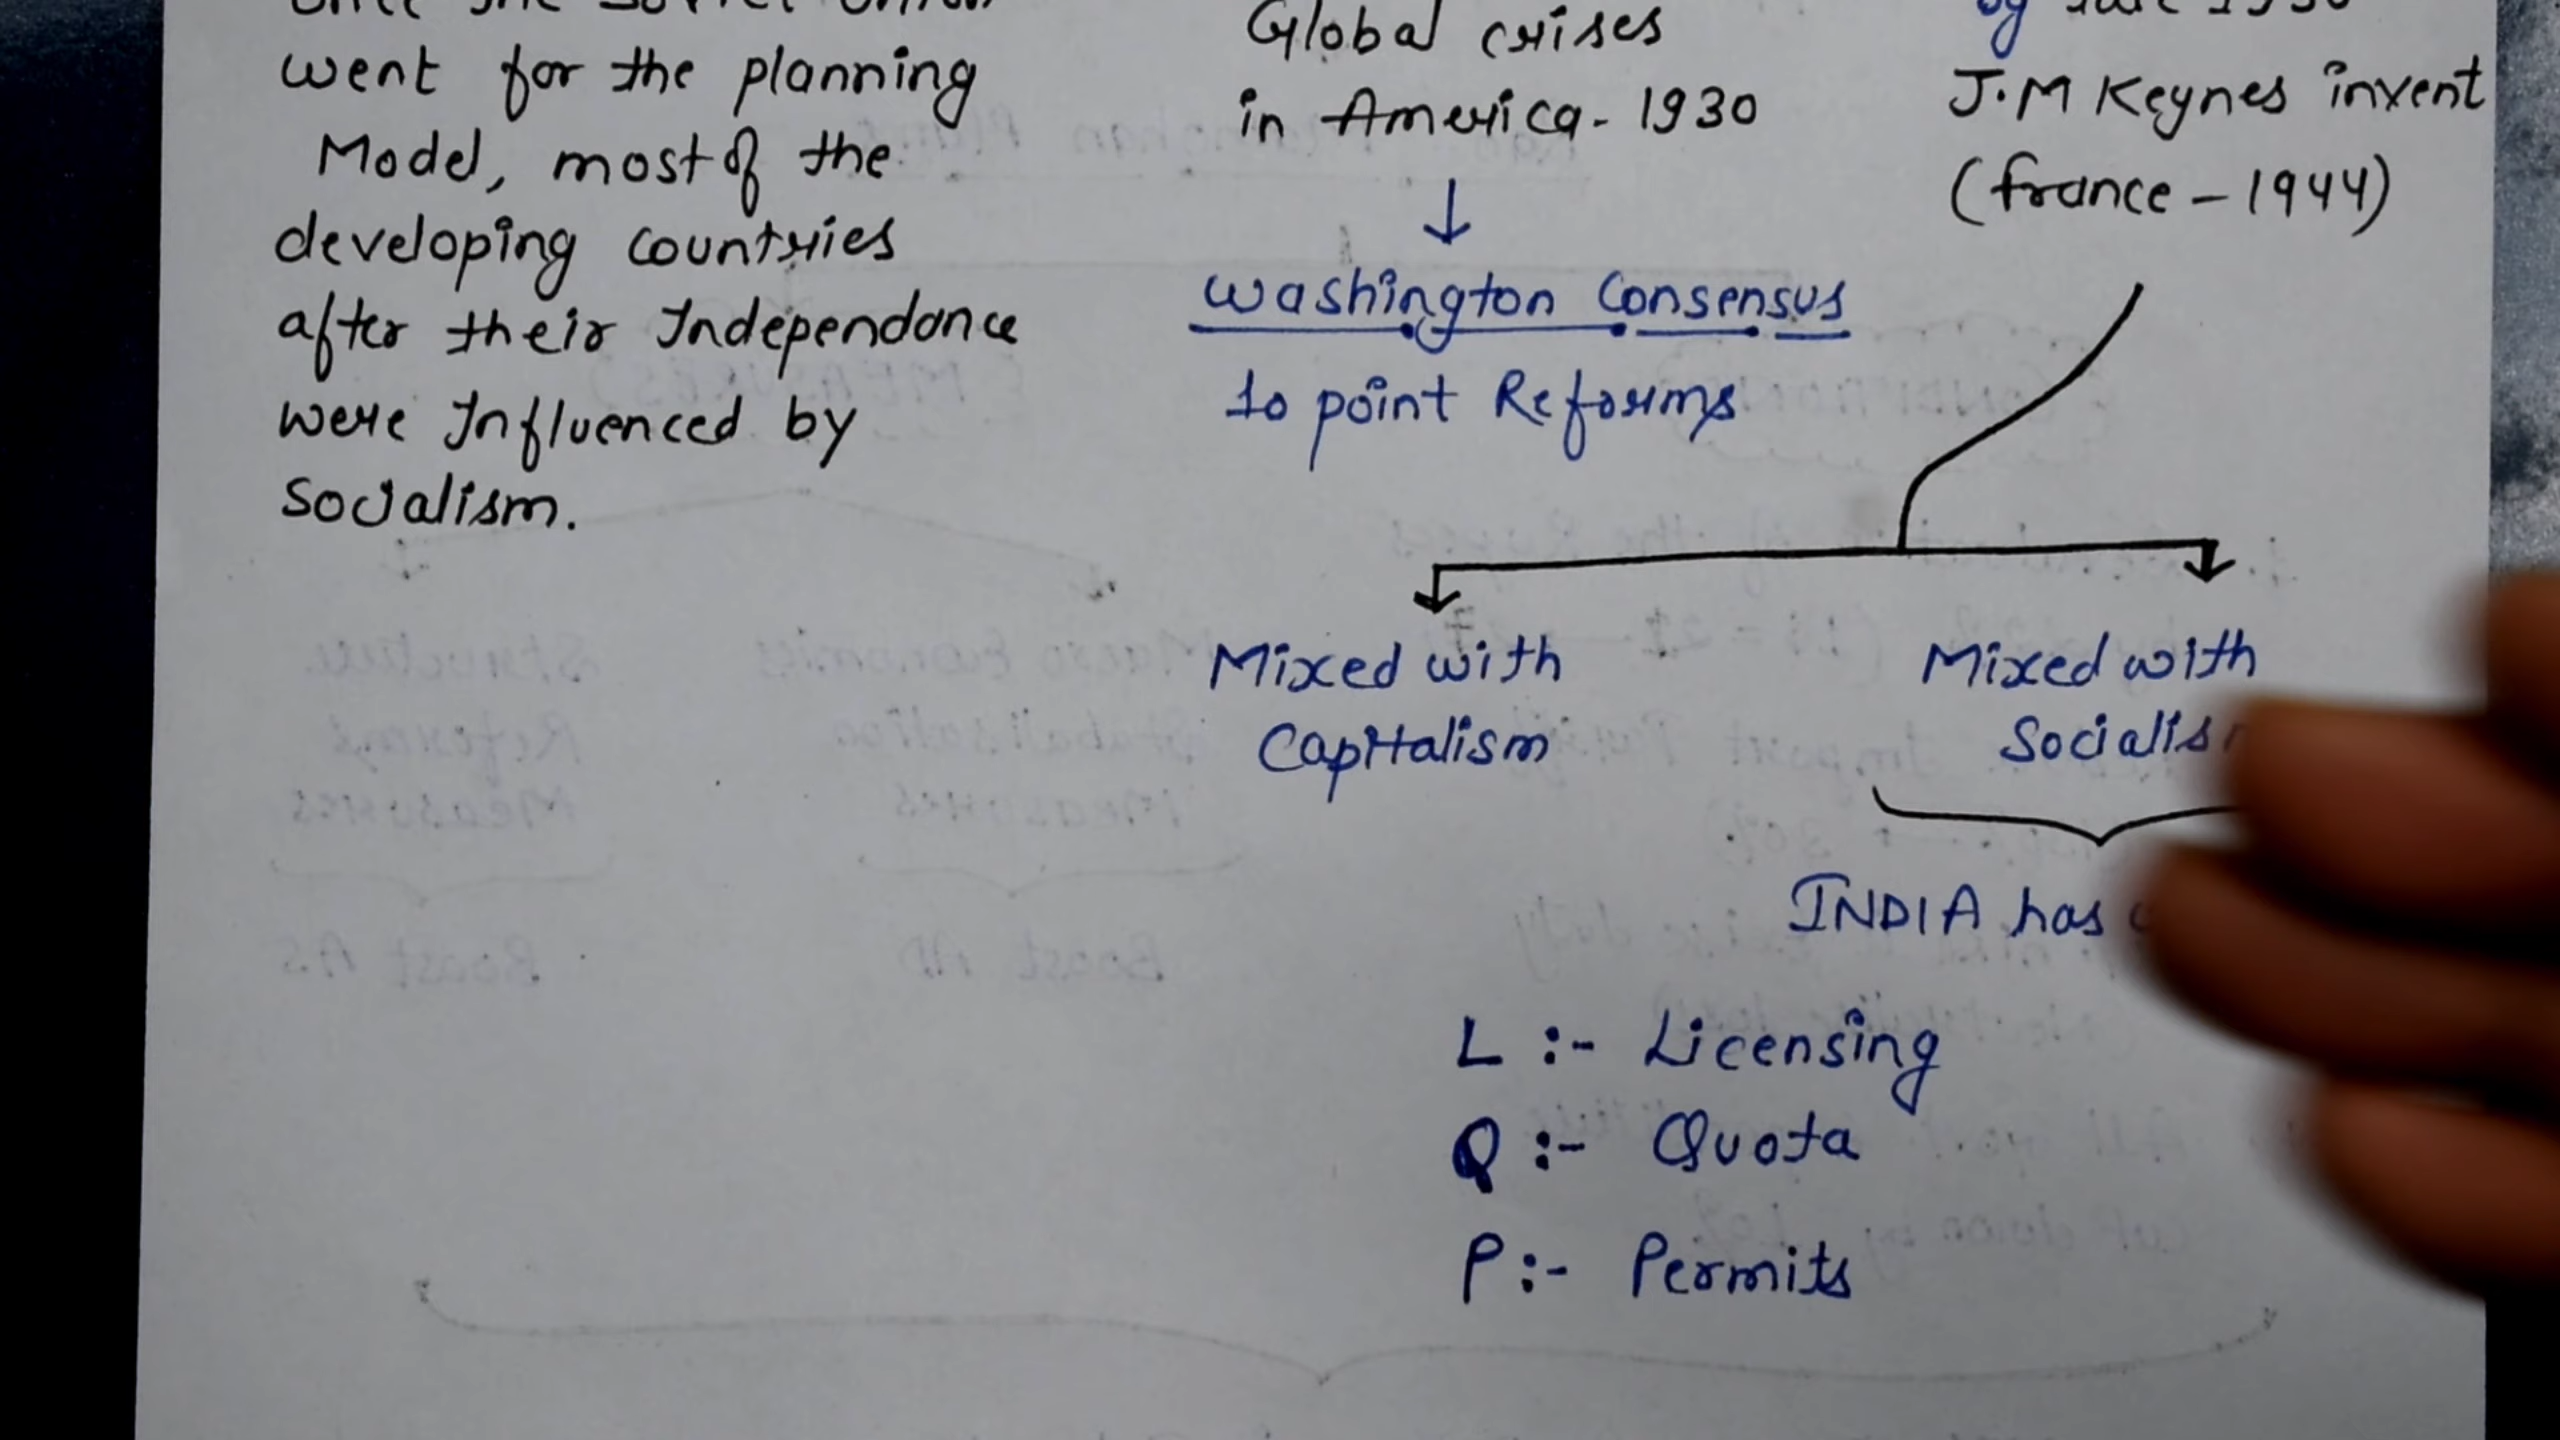 went for the planning
Model, most of the
developing countries
after their Independance
were Influenced by
Socialism.
Global crises
in America - 1930
Washington Consensus
10 point Reforms
J.M Keynes invent
(france - 1944)
Mixed with
Capitalism
Mixed with
INDIA has
L :- Licensing
Q :- Quota
P :- Permits